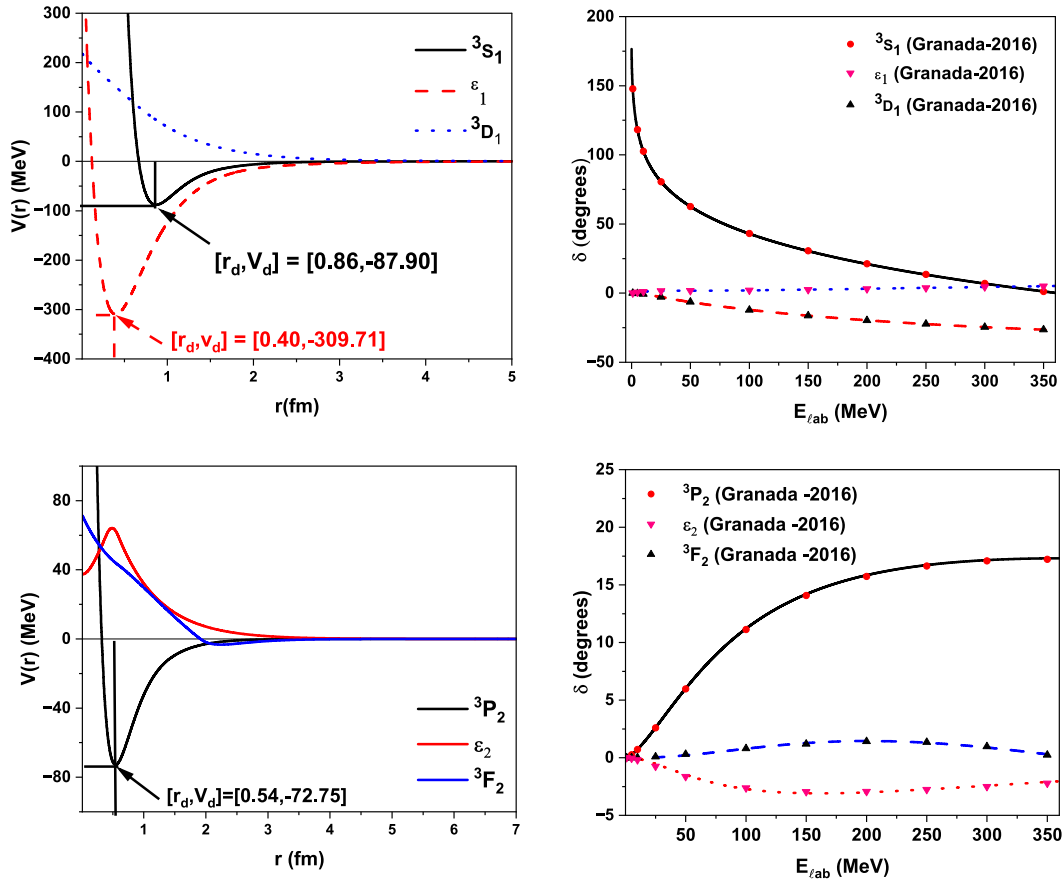 300
200
100
0
−100
−200
−300
−400
V(r) (MeV)
³S₁
ε₁
³D₁
[r_d,V_d] = [0.86,-87.90]
[r_d,v_d] = [0.40,-309.71]
1
2
3
4
5
r(fm)
200
150
100
50
0
−50
δ ((degrees)
³S₁ (Granada-2016)
ε₁ (Granada-2016)
³D₁ (Granada-2016)
0
50
100
150
200
250
300
350
E_ℓab (MeV)
80
40
0
−40
−80
V(r) (MeV)
³P₂
ε₂
³F₂
[r_d,V_d]=[0.54,-72.75]
1
2
3
4
5
6
7
r (fm)
25
20
15
10
5
0
−5
δ (degrees)
³P₂ (Granada -2016)
ε₂ (Granada -2016)
³F₂ (Granada -2016)
50
100
150
200
250
300
350
E_ℓab (MeV)